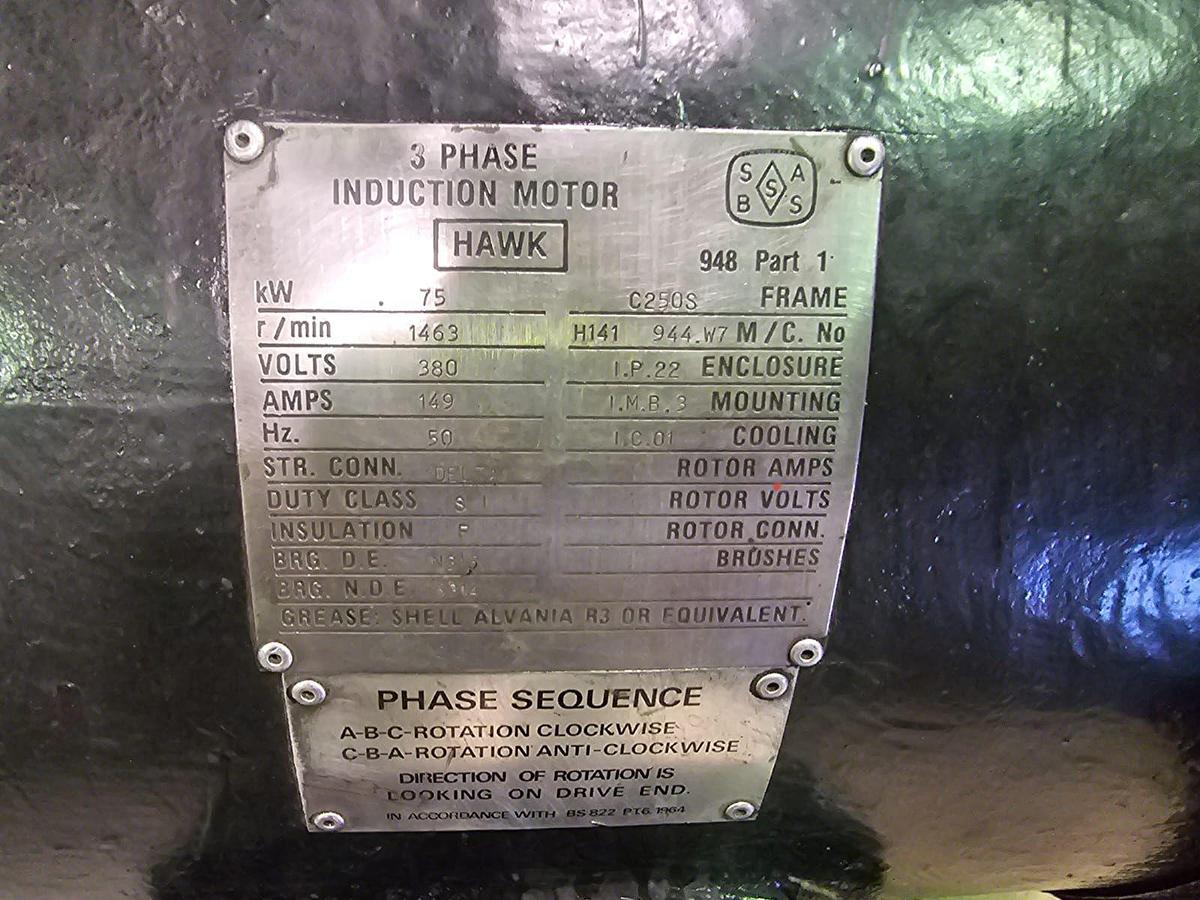 3 PHASE
INDUCTION MOTOR
HAWK
S A
S
B S
948 Part 1
kW 75 C250S FRAME
r/min 1463 H141 944.W7 M/C. No
VOLTS 380 I.P.22 ENCLOSURE
AMPS 149 I.M.B.3 MOUNTING
Hz. 50 I.C.01 COOLING
STR. CONN. DELTA ROTOR AMPS
DUTY CLASS S1 ROTOR VOLTS
INSULATION F ROTOR CONN.
BRG. D.E. BRUSHES
BRG. N.D.E.
GREASE: SHELL ALVANIA R3 OR EQUIVALENT.
PHASE SEQUENCE
A-B-C-ROTATION CLOCKWISE
C-B-A-ROTATION ANTI-CLOCKWISE
DIRECTION OF ROTATION IS
LOOKING ON DRIVE END.
IN ACCORDANCE WITH BS 822 PT6 1964